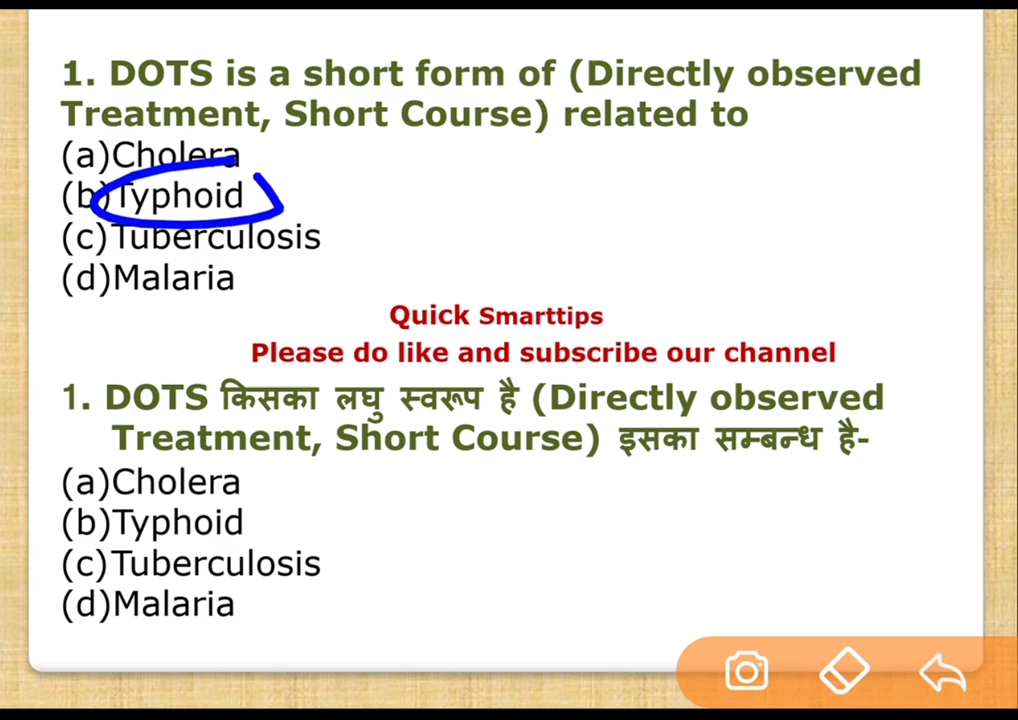 1. DOTS is a short form of (Directly observed
Treatment, Short Course) related to
(a)Cholera
(b)Typhoid
(c)Tuberculosis
(d)Malaria
Quick Smarttips
Please do like and subscribe our channel
1. DOTS किसका लघु स्वरूप है (Directly observed
Treatment, Short Course) इसका सम्बन्ध है-
(a)Cholera
(b)Typhoid
(c)Tuberculosis
(d)Malaria